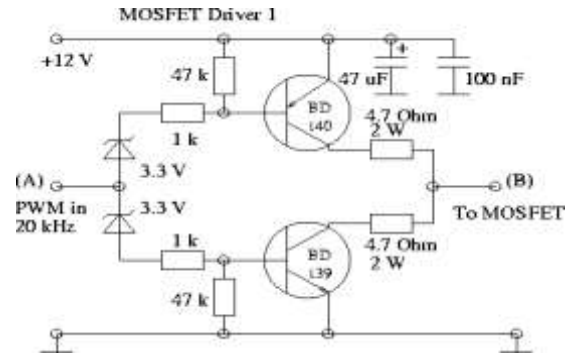 MOSFET Driver 1
+12 V
47 k
47 uF
+
100 nF
1 k
BD
140
4.7 Ohm
2 W
3.3 V
(A)
(B)
PWM in
20 kHz
3.3 V
To MOSFET
1 k
BD
139
4.7 Ohm
2 W
47 k